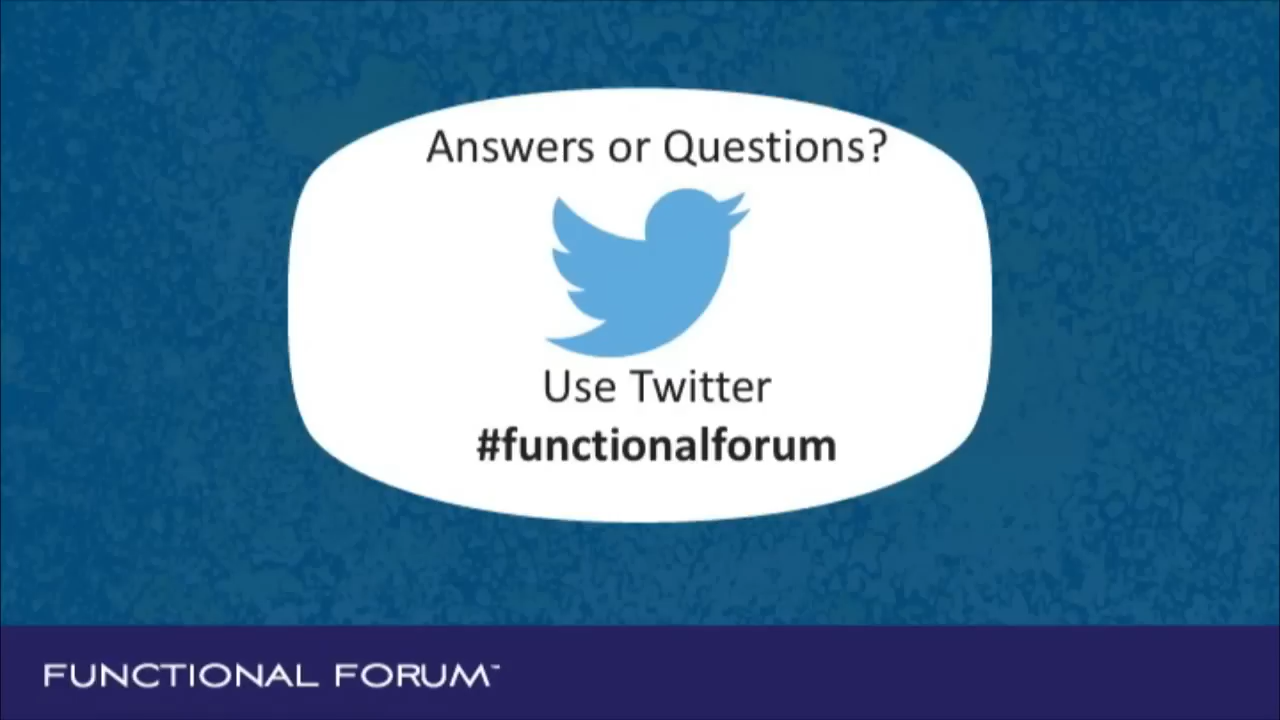 Answers or Questions?
Use Twitter
#functionalforum
FUNCTIONAL FORUM™